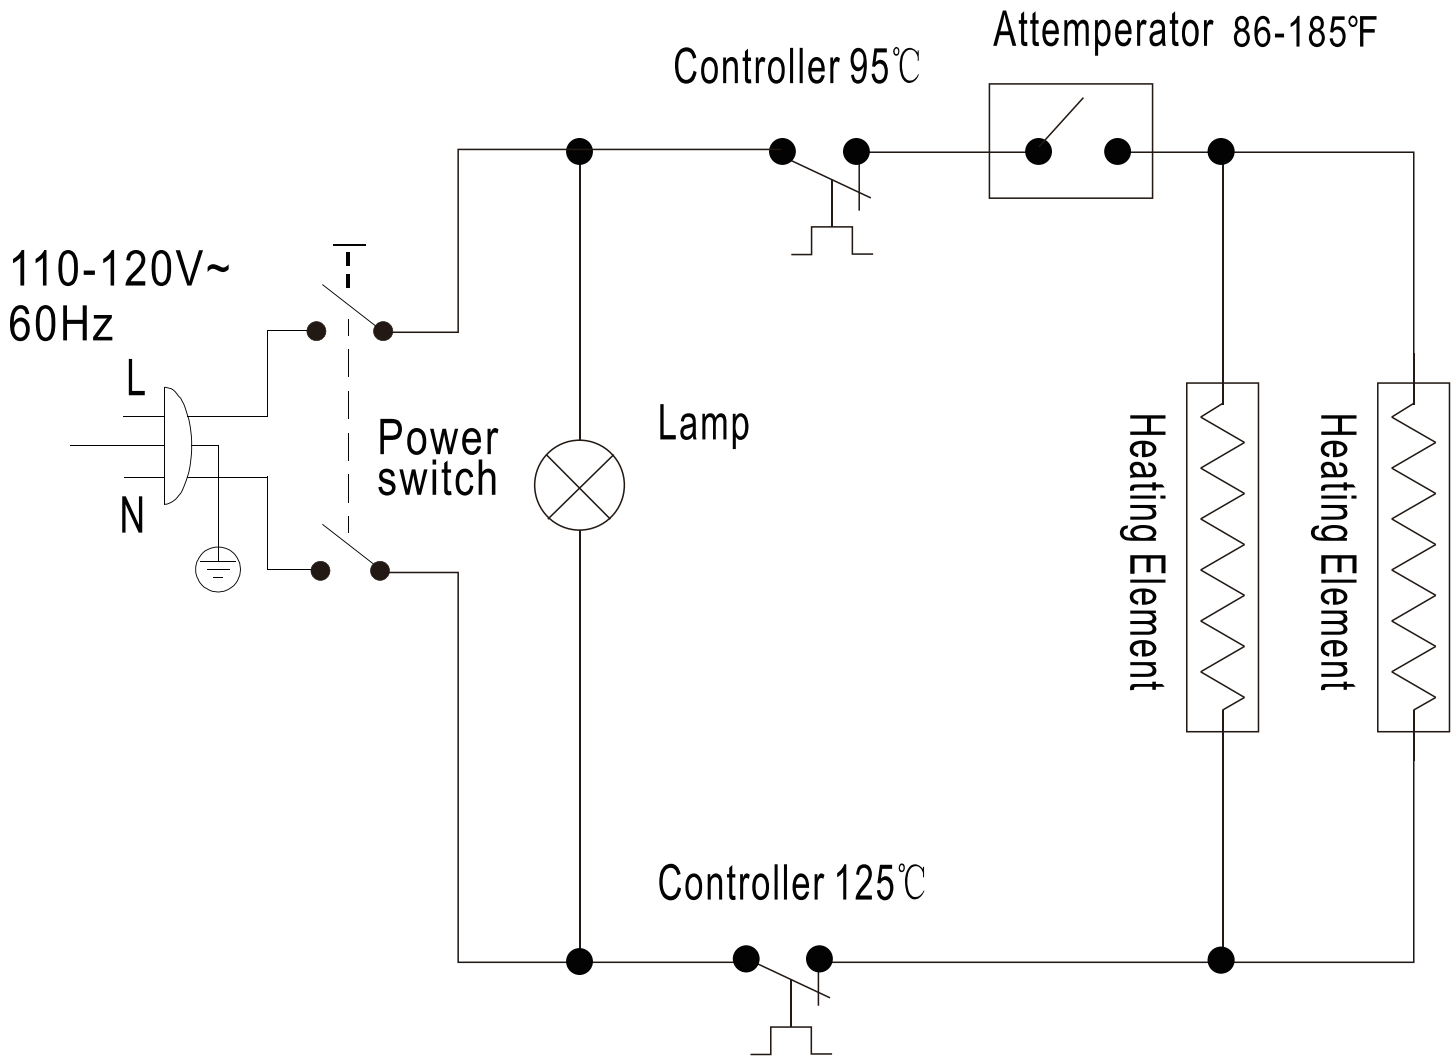 Attemperator 86-185°F
Controller 95℃
110-120V~
60Hz
L
N
Power
switch
Lamp
Heating Element
Heating Element
Controller 125℃